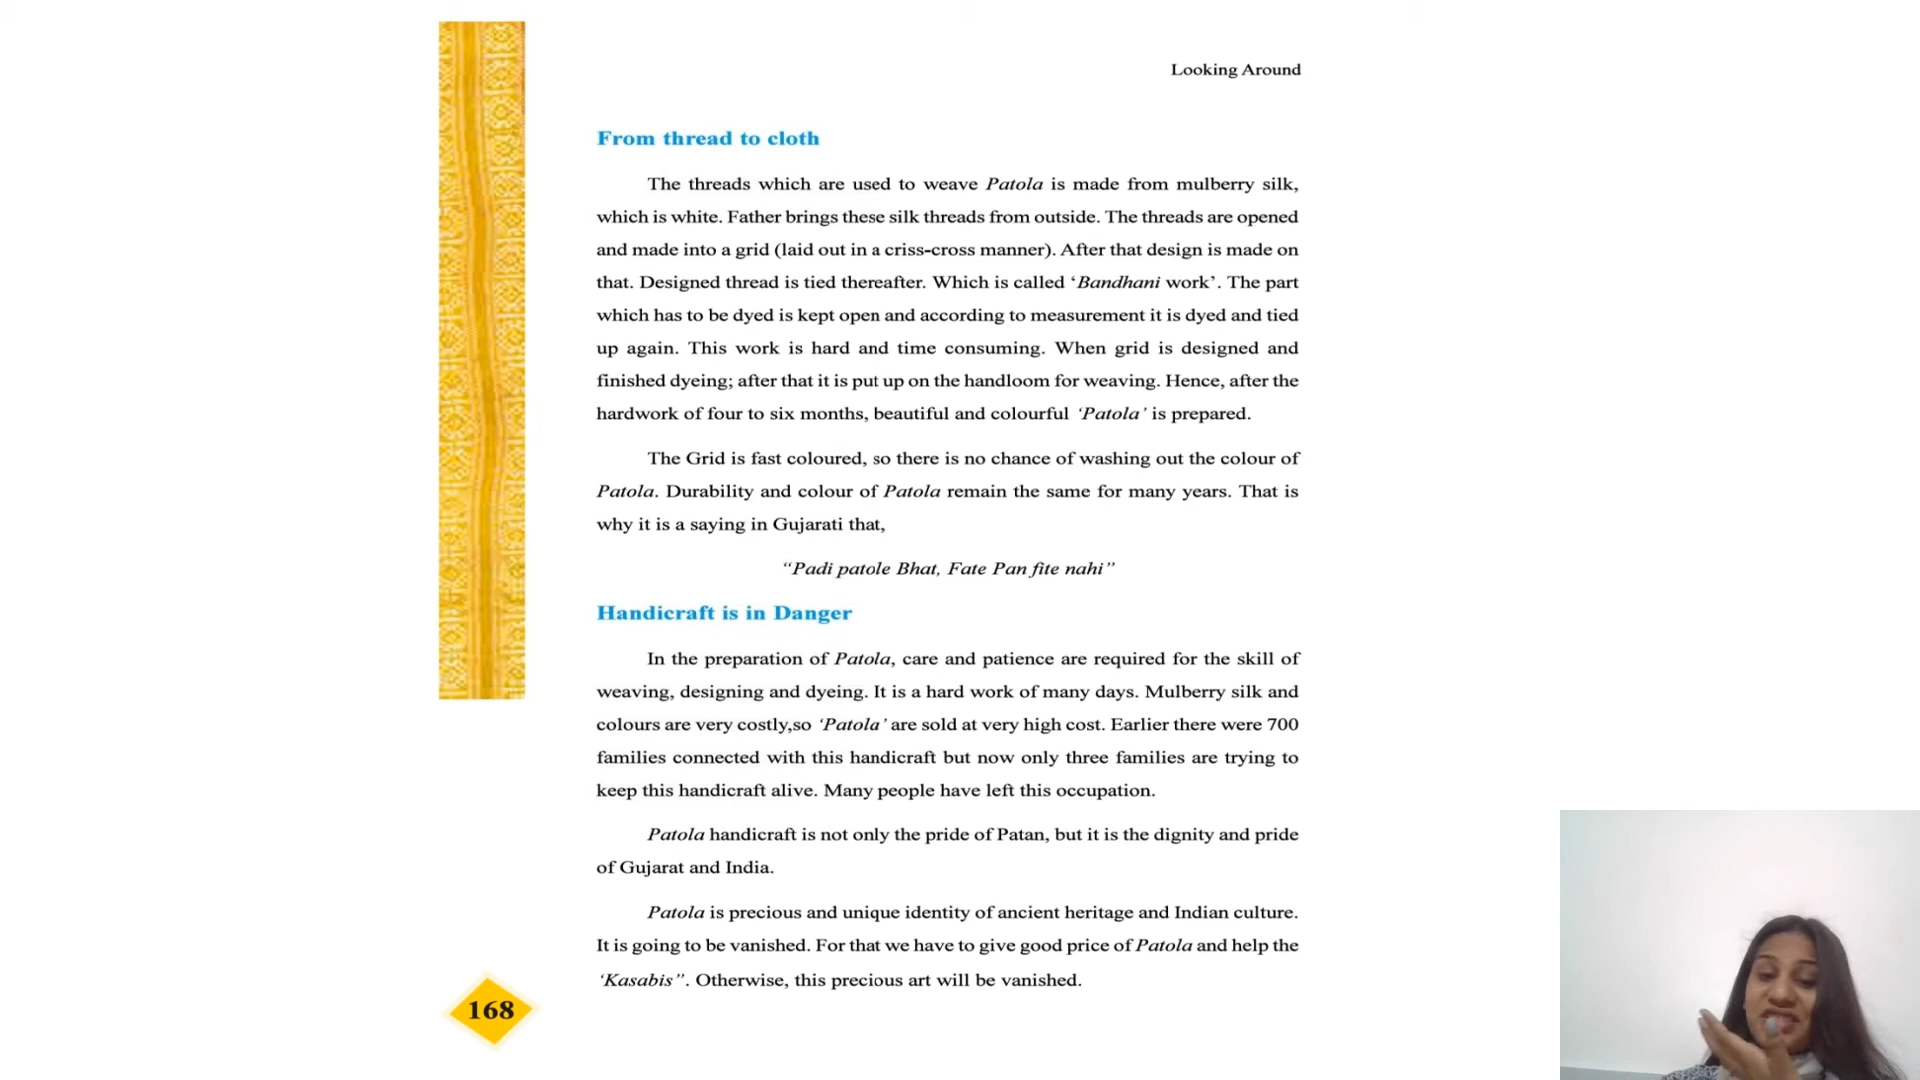 Looking Around
From thread to cloth
The threads which are used to weave Patola is made from mulberry silk,
which is white. Father brings these silk threads from outside. The threads are opened
and made into a grid (laid out in a criss-cross manner). After that design is made on
that. Designed thread is tied thereafter. Which is called ‘Bandhani work’. The part
which has to be dyed is kept open and according to measurement it is dyed and tied
up again. This work is hard and time consuming. When grid is designed and
finished dyeing; after that it is put up on the handloom for weaving. Hence, after the
hardwork of four to six months, beautiful and colourful ‘Patola’ is prepared.
The Grid is fast coloured, so there is no chance of washing out the colour of
Patola. Durability and colour of Patola remain the same for many years. That is
why it is a saying in Gujarati that,
“Padi patole Bhat, Fate Pan fite nahi”
Handicraft is in Danger
In the preparation of Patola, care and patience are required for the skill of
weaving, designing and dyeing. It is a hard work of many days. Mulberry silk and
colours are very costly,so ‘Patola’ are sold at very high cost. Earlier there were 700
families connected with this handicraft but now only three families are trying to
keep this handicraft alive. Many people have left this occupation.
Patola handicraft is not only the pride of Patan, but it is the dignity and pride
of Gujarat and India.
Patola is precious and unique identity of ancient heritage and Indian culture.
It is going to be vanished. For that we have to give good price of Patola and help the
‘Kasabis”. Otherwise, this precious art will be vanished.
168